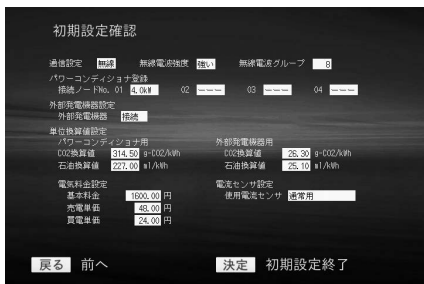 初期設定確認
通信設定 無線 無線電波強度 強い 無線電波グループ 8
パワーコンディショナ登録
接続ノードNo. 01 4.0kW 02 ーーー 03 ーーー 04 ーーー
外部発電機器設定
外部発電機器 接続
単位換算値設定
パワーコンディショナ用 外部発電機器用
CO2換算値 314.50 g-CO2/kWh CO2換算値 26.30 g-CO2/kWh
石油換算値 227.00 ml/kWh 石油換算値 25.10 ml/kWh
電気料金設定 電流センサ設定
基本料金 1600.00 円 使用電流センサ 通常用
売電単価 48.00 円
買電単価 24.00 円
戻る 前へ 決定 初期設定終了